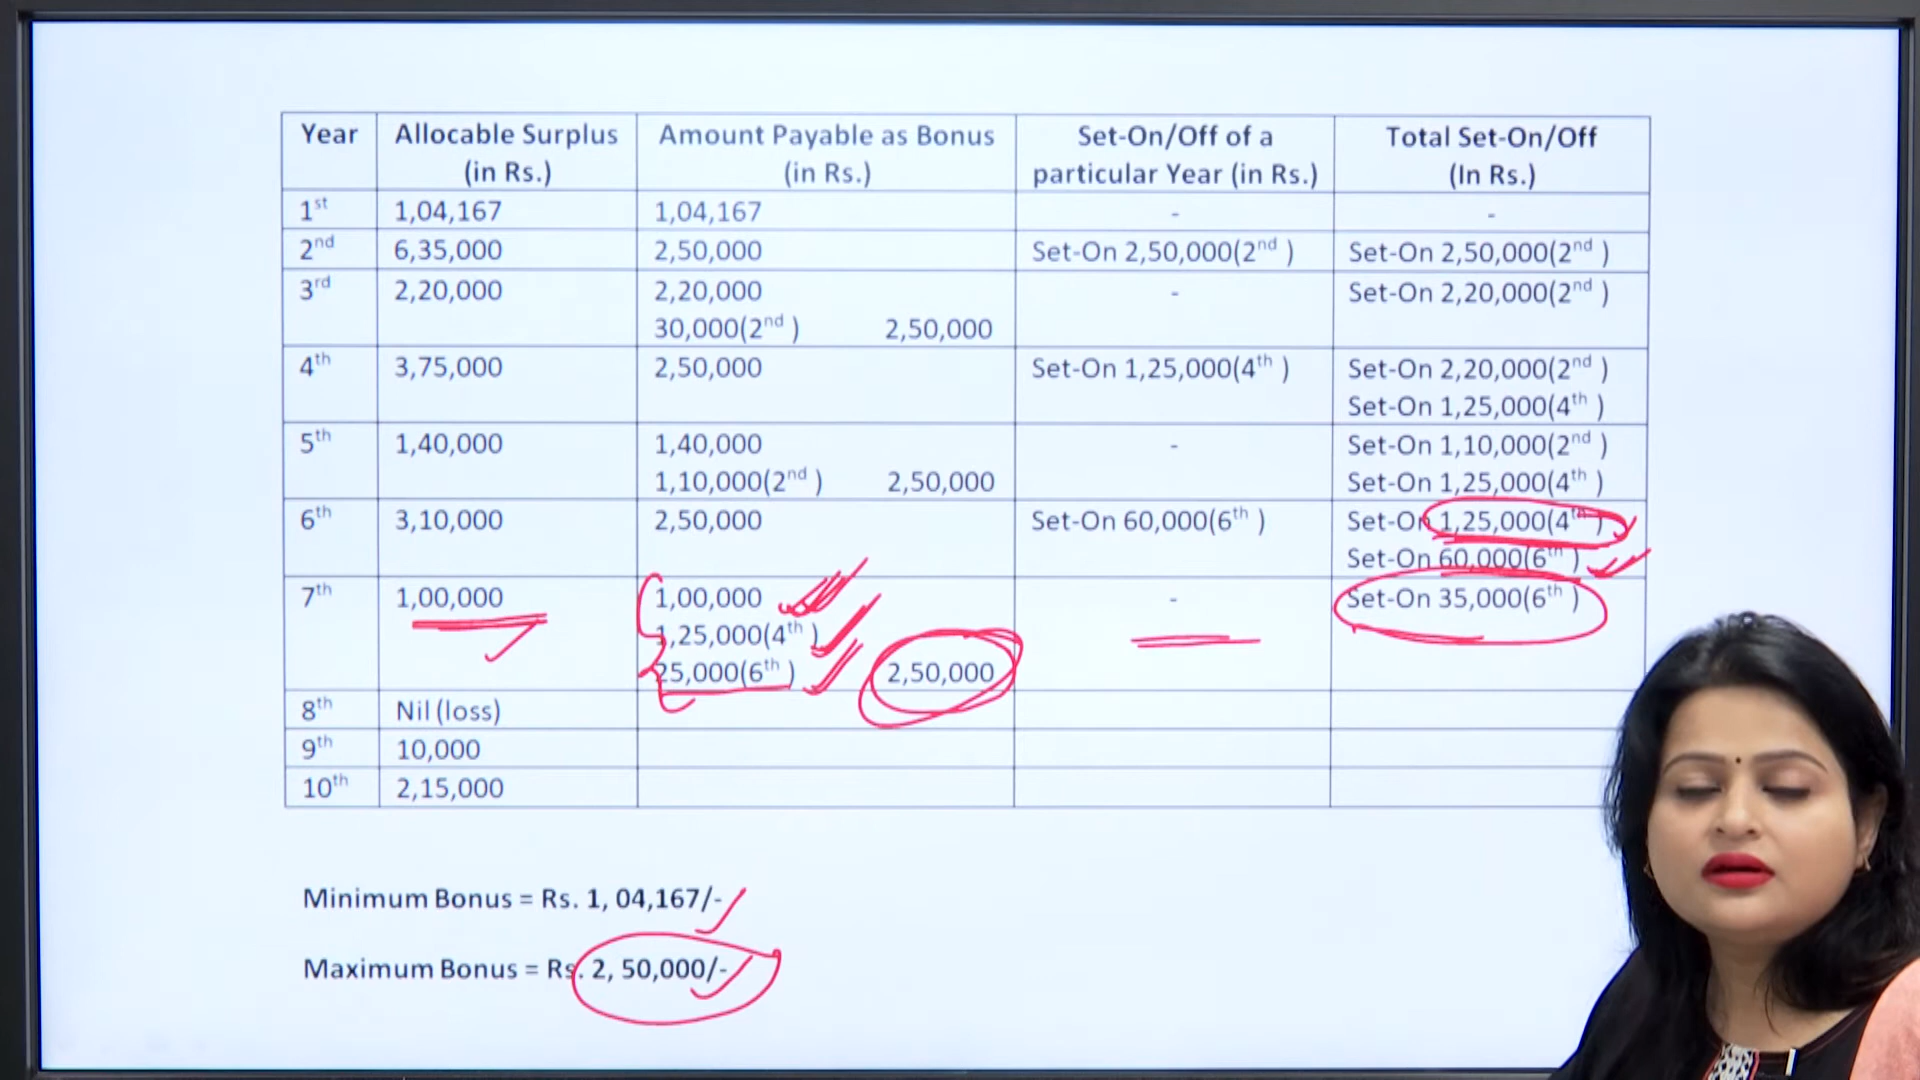 Year Allocable Surplus (in Rs.) Amount Payable as Bonus (in Rs.) Set-On/Off of a particular Year (in Rs.) Total Set-On/Off (In Rs.)
1st 1,04,167 1,04,167 - -
2nd 6,35,000 2,50,000 Set-On 2,50,000(2nd ) Set-On 2,50,000(2nd )
3rd 2,20,000 2,20,000 - Set-On 2,20,000(2nd )
30,000(2nd ) 2,50,000
4th 3,75,000 2,50,000 Set-On 1,25,000(4th ) Set-On 2,20,000(2nd )
Set-On 1,25,000(4th )
5th 1,40,000 1,40,000 - Set-On 1,10,000(2nd )
1,10,000(2nd ) 2,50,000 Set-On 1,25,000(4th )
6th 3,10,000 2,50,000 Set-On 60,000(6th ) Set-On 1,25,000(4th )
Set-On 60,000(6th )
7th 1,00,000 1,00,000 - Set-On 35,000(6th )
1,25,000(4th )
25,000(6th ) 2,50,000
8th Nil (loss)
9th 10,000
10th 2,15,000
Minimum Bonus = Rs. 1, 04,167/-
Maximum Bonus = Rs. 2, 50,000/-